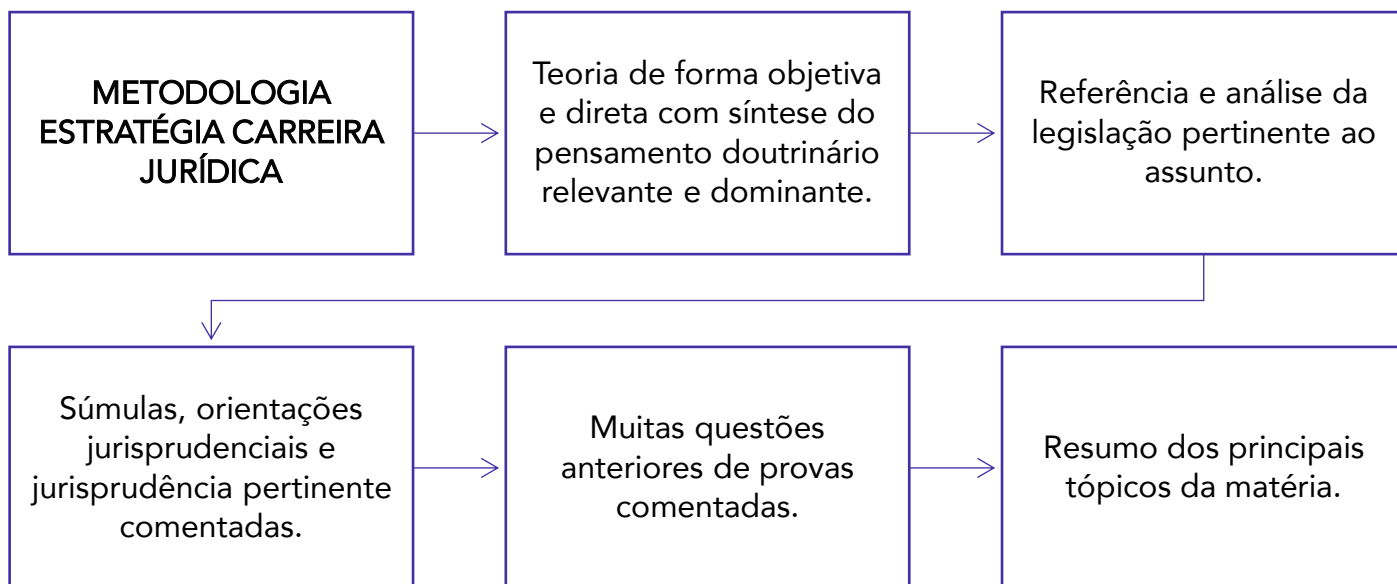 METODOLOGIA
ESTRATÉGIA CARREIRA
JURÍDICA
Teoria de forma objetiva
e direta com síntese do
pensamento doutrinário
relevante e dominante.
Referência e análise da
legislação pertinente ao
assunto.
Súmulas, orientações
jurisprudenciais e
jurisprudência pertinente
comentadas.
Muitas questões
anteriores de provas
comentadas.
Resumo dos principais
tópicos da matéria.